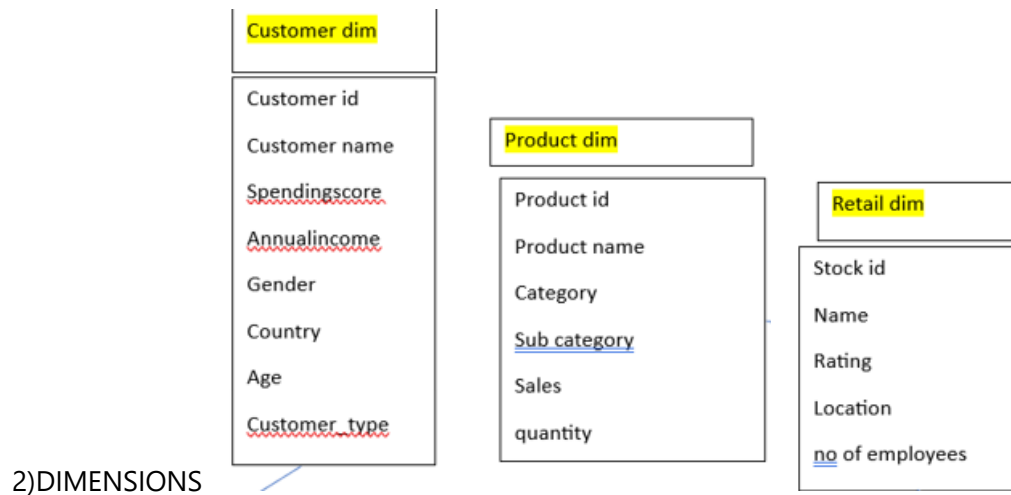 Customer dim
Customer id
Customer name
Spendingscore
Annualincome
Gender
Country
Age
Customer_type
Product dim
Product id
Product name
Category
Sub category
Sales
quantity
Retail dim
Stock id
Name
Rating
Location
no of employees
2)DIMENSIONS